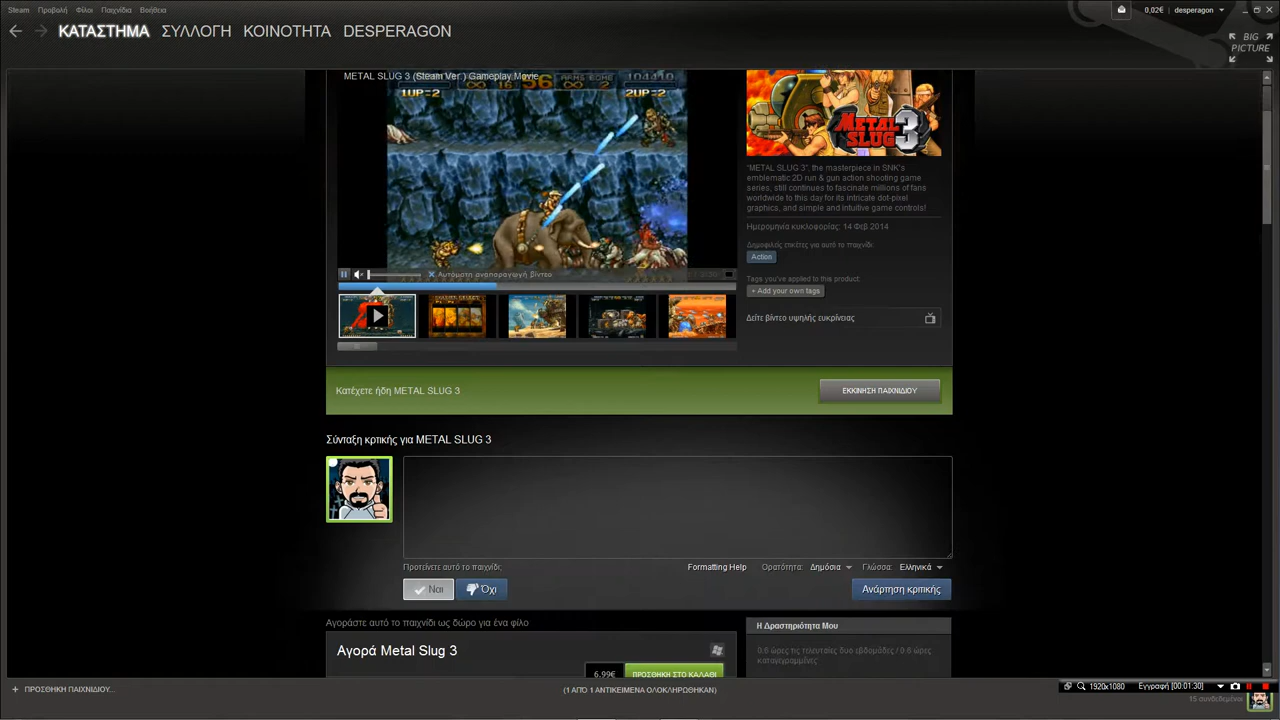 Steam Προβολή Φίλοι Παιχνίδια Βοήθεια
0,02€ desperagon
ΚΑΤΑΣΤΗΜΑ ΣΥΛΛΟΓΗ ΚΟΙΝΟΤΗΤΑ DESPERAGON
BIG
PICTURE
METAL SLUG 3 (Steam Ver.) Gameplay Movie
1UP=2
56
ARMS BOMB
∞ 16
104410
2UP=2
METAL
SLUG 3
"METAL SLUG 3", the masterpiece in SNK's
emblematic 2D run & gun action shooting game
series, still continues to fascinate millions of fans
worldwide to this day for its intricate dot-pixel
graphics, and simple and intuitive game controls!
Ημερομηνία κυκλοφορίας: 14 Φεβ 2014
Δημοφιλείς ετικέτες για αυτό το παιχνίδι:
Action
Tags you've applied to this product:
+ Add your own tags
Δείτε βίντεο υψηλής ευκρίνειας
Αυτόματη αναπαραγωγή βίντεο
Κατέχετε ήδη METAL SLUG 3
ΕΚΚΙΝΗΣΗ ΠΑΙΧΝΙΔΙΟΥ
Σύνταξη κριτικής για METAL SLUG 3
Προτείνετε αυτό το παιχνίδι;
Formatting Help Ορατότητα: Δημόσια Γλώσσα: Ελληνικά
Ναι Όχι
Ανάρτηση κριτικής
Αγοράστε αυτό το παιχνίδι ως δώρο για ένα φίλο
Αγορά Metal Slug 3
6,99€ ΠΡΟΣΘΗΚΗ ΣΤΟ ΚΑΛΑΘΙ
Η Δραστηριότητα Μου
0.6 ώρες τις τελευταίες δυο εβδομάδες / 0.6 ώρες
καταγεγραμμένες
+ ΠΡΟΣΘΗΚΗ ΠΑΙΧΝΙΔΙΟΥ...
(1 ΑΠΌ 1 ΑΝΤΙΚΕΙΜΕΝΑ ΟΛΟΚΛΗΡΩΘΗΚΑΝ)
1920x1080 Εγγραφή [00:01:30]
15 συνδεδεμένοι